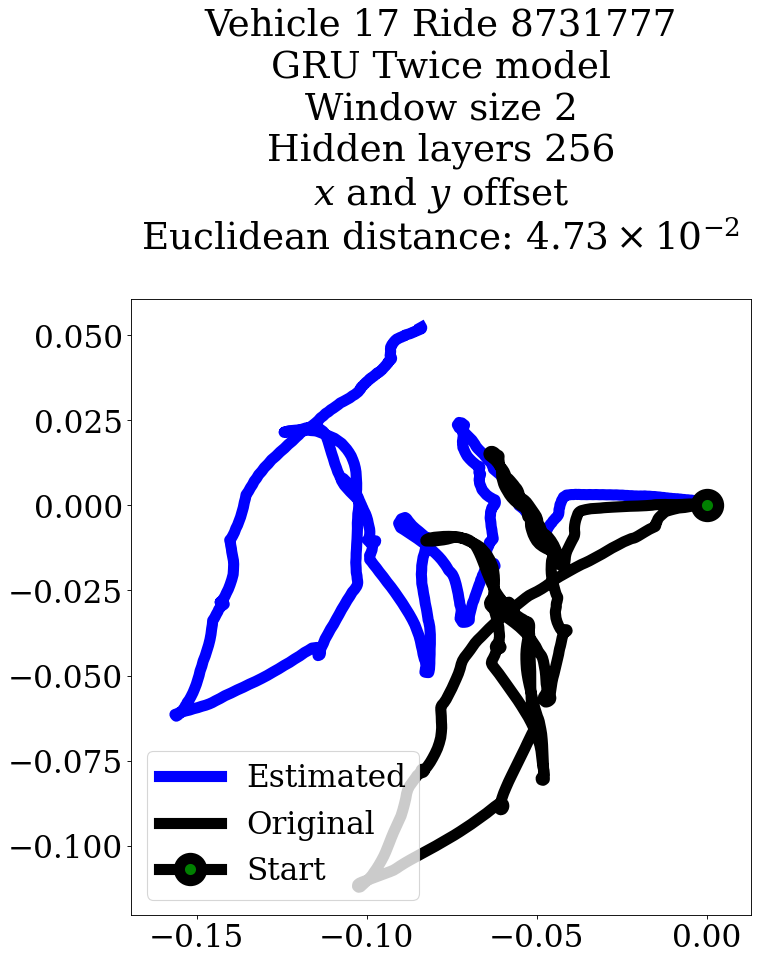 Vehicle 17 Ride 8731777
GRU Twice model
Window size 2
Hidden layers 256
x and y offset
Euclidean distance: 4.73 × 10⁻²
0.050
0.025
0.000
−0.025
−0.050
−0.075
−0.100
Estimated
Original
Start
−0.15 −0.10 −0.05 0.00